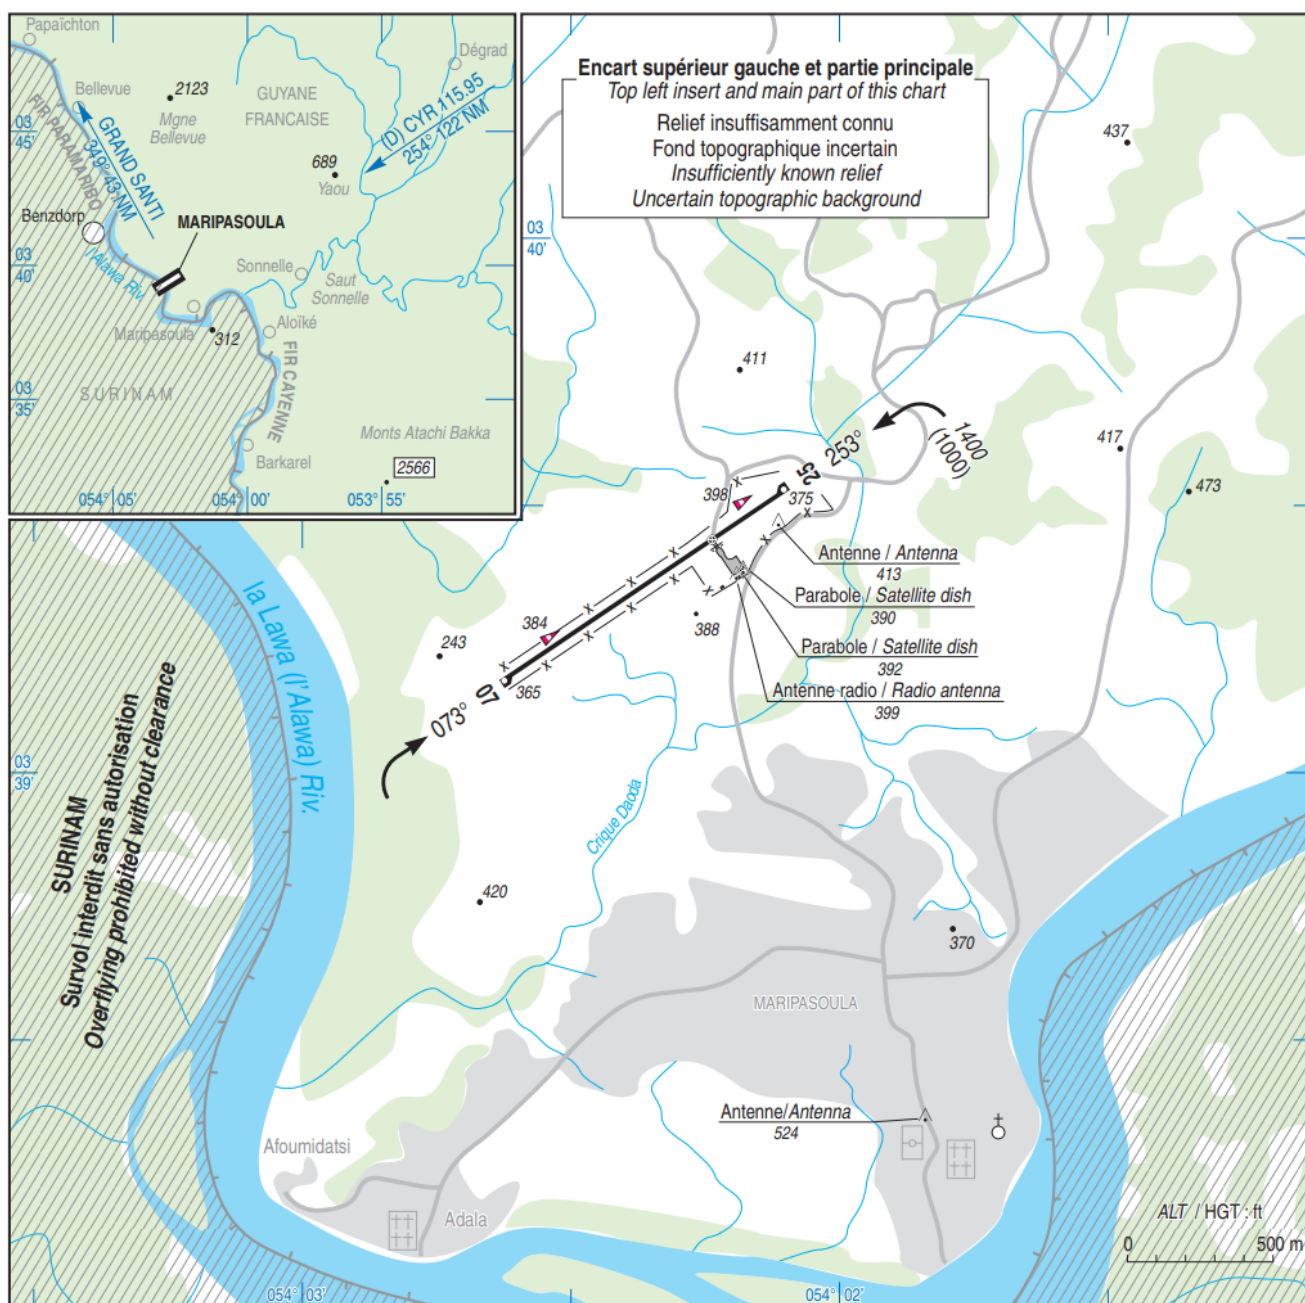 Papaïchton
Dégrad
Bellevue
2123
Mgne
Bellevue
GUYANE
FRANCAISE
(D) CYR 115.95
254° 122 NM
03
45'
FIR PARAMARIBO
GRAND SANTI
349° 43 NM
689
Yaou
Benzdorp
MARIPASOULA
l'Alawa Riv.
03
40'
Sonnelle
Saut
Sonnelle
Maripasoula
312
Aloïké
FIR CAYENNE
SURINAM
03
35'
Monts Atachi Bakka
Barkarel
2566
054° 05'
054° 00'
053° 55'
Encart supérieur gauche et partie principale
Top left insert and main part of this chart
Relief insuffisamment connu
Fond topographique incertain
Insufficiently known relief
Uncertain topographic background
437
03
40'
411
417
473
1400
(1000)
253°
25
398
375
Antenne / Antenna
413
Parabole / Satellite dish
390
Parabole / Satellite dish
392
Antenne radio / Radio antenna
399
388
384
243
365
07
073°
la Lawa (l'Alawa) Riv.
SURINAM
Survol interdit sans autorisation
Overflying prohibited without clearance
03
39'
Crique Daoda
420
370
MARIPASOULA
Antenne/Antenna
524
Afoumidatsi
Adala
ALT / HGT : ft
0 500 m
054° 03'
054° 02'